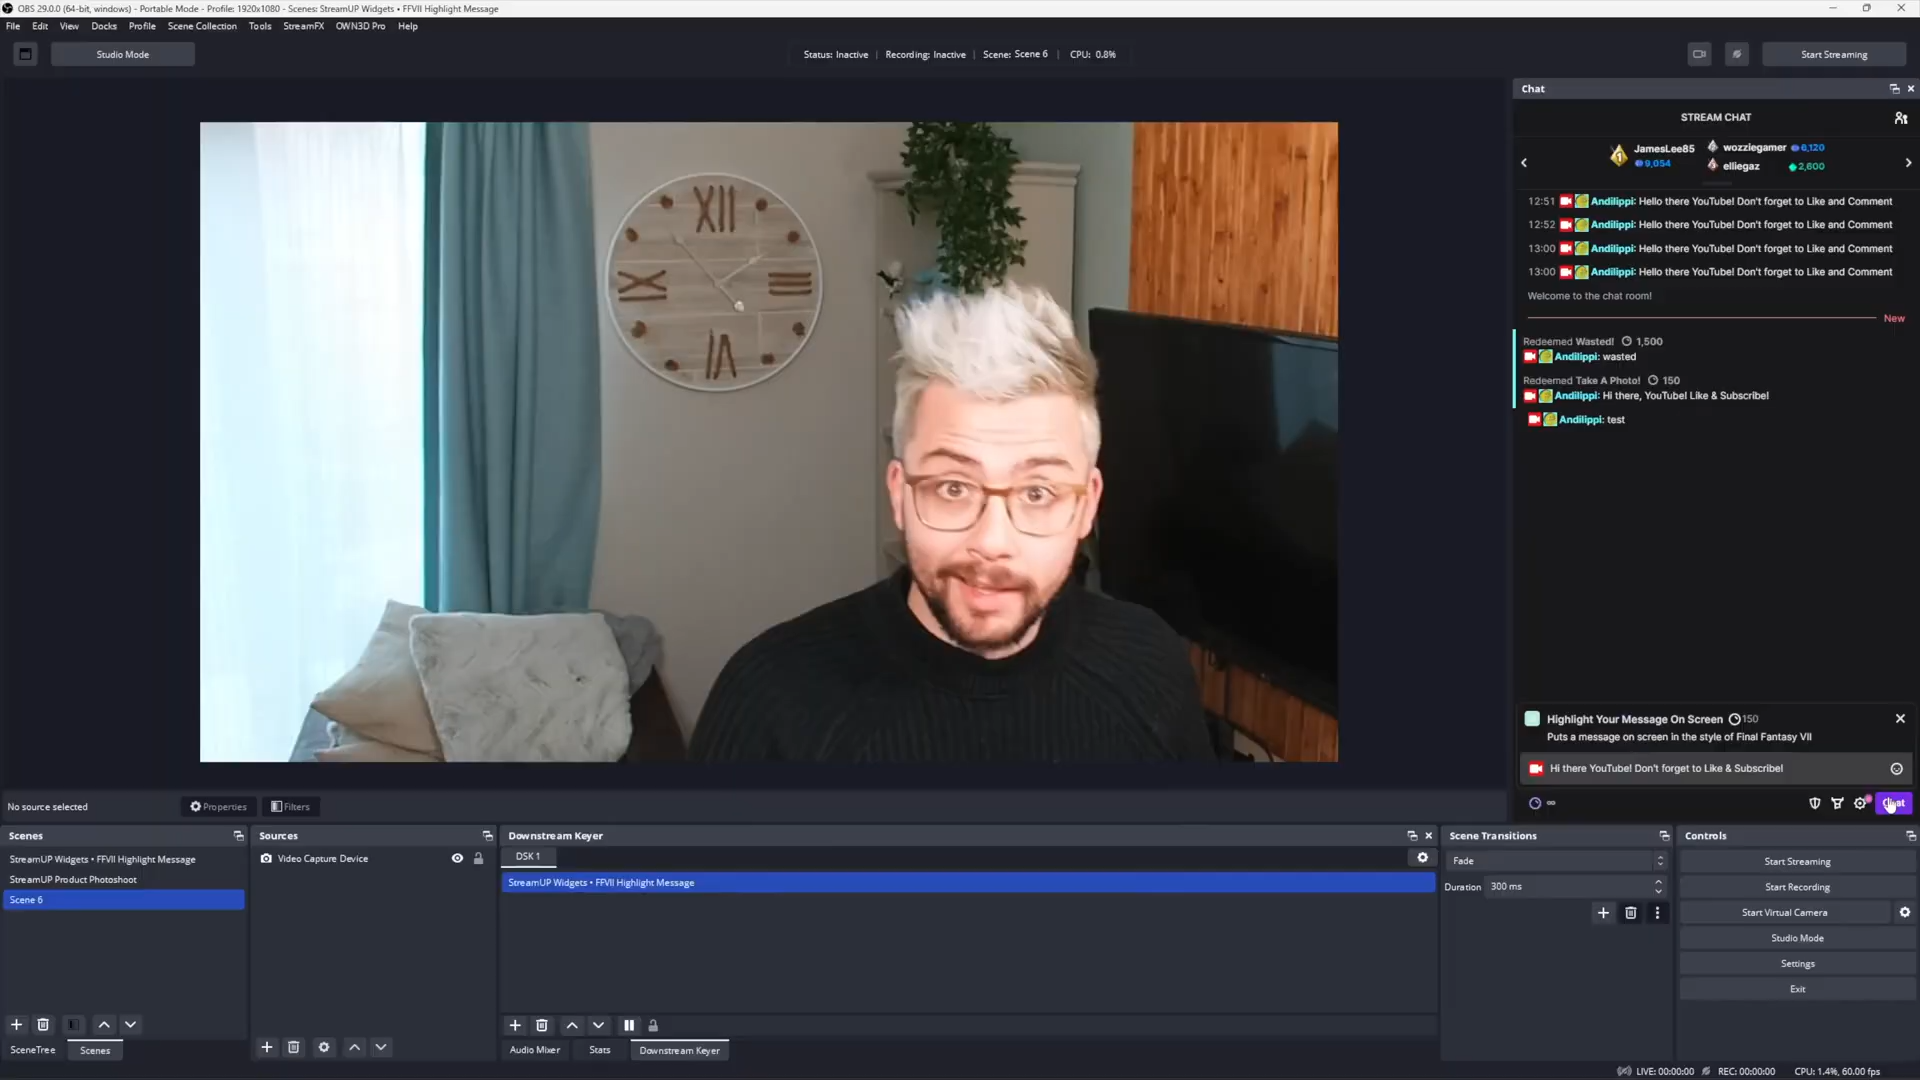 OBS 29.0.0 (64-bit, windows) - Portable Mode - Profile: 1920x1080 - Scenes: StreamUP Widgets • FFVII Highlight Message
File Edit View Docks Profile Scene Collection Tools StreamFX OWN3D Pro Help
Studio Mode
Status: Inactive | Recording: Inactive | Scene: Scene 6 | CPU: 0.8%
Start Streaming
Chat
STREAM CHAT
1 JamesLee85 9,054
wozziegamer 6,120
elliegaz 2,600
12:51 Andilippi: Hello there YouTube! Don't forget to Like and Comment
12:52 Andilippi: Hello there YouTube! Don't forget to Like and Comment
13:00 Andilippi: Hello there YouTube! Don't forget to Like and Comment
13:00 Andilippi: Hello there YouTube! Don't forget to Like and Comment
Welcome to the chat room!
New
Redeemed Wasted! 1,500
Andilippi: wasted
Redeemed Take A Photo! 150
Andilippi: Hi there, YouTube! Like & Subscribe!
Andilippi: test
XII
VI
Highlight Your Message On Screen 150
Puts a message on screen in the style of Final Fantasy VII
Hi there YouTube! Don't forget to Like & Subscribe!
Chat
No source selected
Properties
Filters
Scenes
StreamUP Widgets • FFVII Highlight Message
StreamUP Product Photoshoot
Scene 6
SceneTree
Scenes
Sources
Video Capture Device
Downstream Keyer
DSK 1
StreamUP Widgets • FFVII Highlight Message
Audio Mixer
Stats
Downstream Keyer
Scene Transitions
Fade
Duration 300 ms
Controls
Start Streaming
Start Recording
Start Virtual Camera
Studio Mode
Settings
Exit
LIVE: 00:00:00 REC: 00:00:00 CPU: 1.4%, 60.00 fps